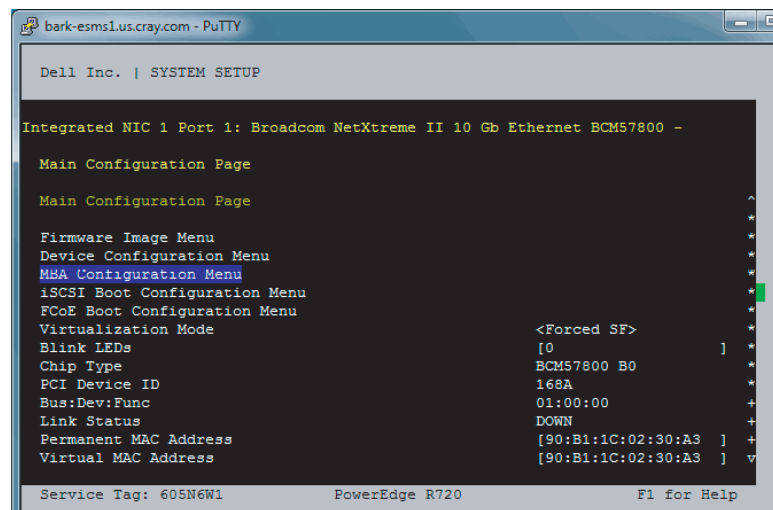 bark-esms1.us.cray.com - PuTTY
Dell Inc. | SYSTEM SETUP
Integrated NIC 1 Port 1: Broadcom NetXtreme II 10 Gb Ethernet BCM57800 -
Main Configuration Page
Main Configuration Page ^
*
Firmware Image Menu *
Device Configuration Menu *
MBA Configuration Menu *
iSCSI Boot Configuration Menu *
FCoE Boot Configuration Menu *
Virtualization Mode <Forced SF> *
Blink LEDs [0 ] *
Chip Type BCM57800 B0 *
PCI Device ID 168A *
Bus:Dev:Func 01:00:00 +
Link Status DOWN +
Permanent MAC Address [90:B1:1C:02:30:A3 ] +
Virtual MAC Address [90:B1:1C:02:30:A3 ] v
Service Tag: 605N6W1 PowerEdge R720 F1 for Help